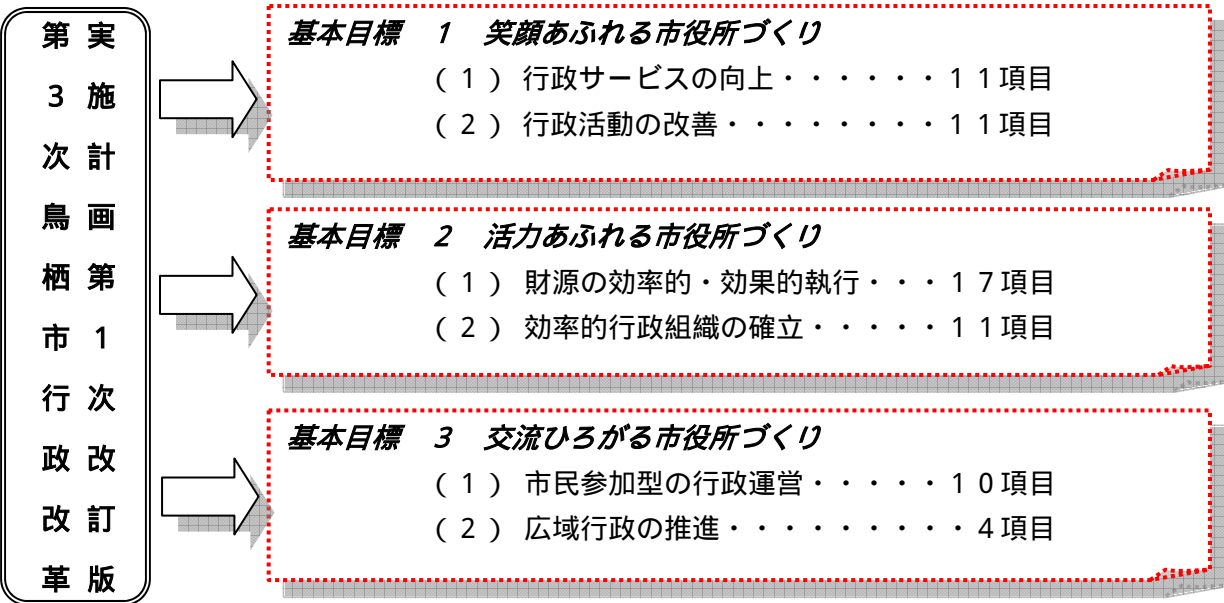 第3次鳥栖市行政改革
実施計画第1次改訂版
基本目標　1　笑顔あふれる市役所づくり
（1）行政サービスの向上・・・・・・11項目
（2）行政活動の改善・・・・・・・・11項目
基本目標　2　活力あふれる市役所づくり
（1）財源の効率的・効果的執行・・・17項目
（2）効率的行政組織の確立・・・・・11項目
基本目標　3　交流ひろがる市役所づくり
（1）市民参加型の行政運営・・・・・10項目
（2）広域行政の推進・・・・・・・・・4項目